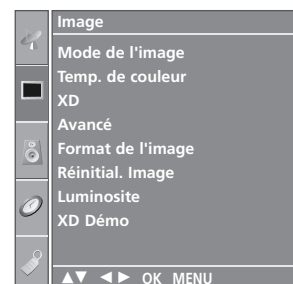 Image
Mode de l'image
Temp. de couleur
XD
Avancé
Format de l'image
Réinitial. Image
Luminosite
XD Démo
▲▼ ◄► OK MENU